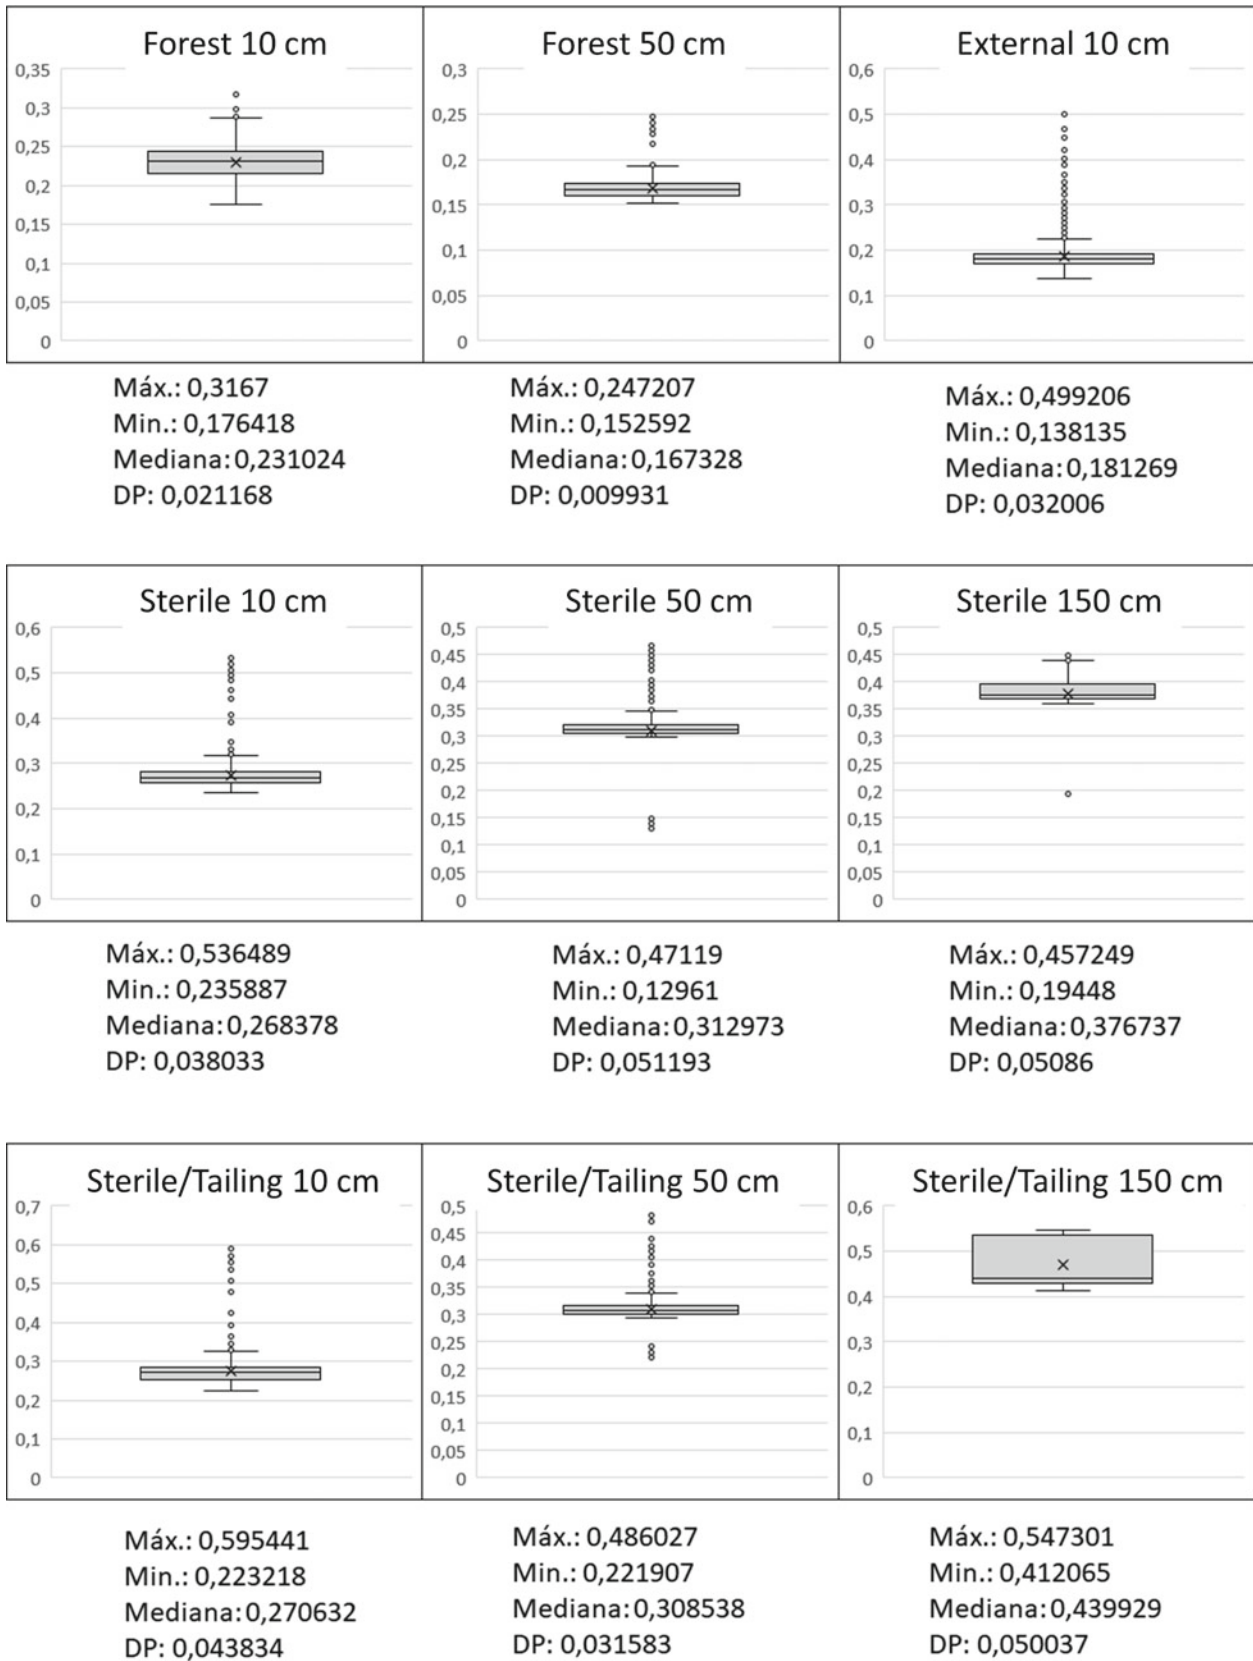 Forest 10 cm
0,35
0,3
0,25
0,2
0,15
0,1
0,05
0
Máx.: 0,3167
Min.: 0,176418
Mediana: 0,231024
DP: 0,021168
Forest 50 cm
0,3
0,25
0,2
0,15
0,1
0,05
0
Máx.: 0,247207
Min.: 0,152592
Mediana: 0,167328
DP: 0,009931
External 10 cm
0,6
0,5
0,4
0,3
0,2
0,1
0
Máx.: 0,499206
Min.: 0,138135
Mediana: 0,181269
DP: 0,032006
Sterile 10 cm
0,6
0,5
0,4
0,3
0,2
0,1
0
Máx.: 0,536489
Min.: 0,235887
Mediana: 0,268378
DP: 0,038033
Sterile 50 cm
0,5
0,45
0,4
0,35
0,3
0,25
0,2
0,15
0,1
0,05
0
Máx.: 0,47119
Min.: 0,12961
Mediana: 0,312973
DP: 0,051193
Sterile 150 cm
0,5
0,45
0,4
0,35
0,3
0,25
0,2
0,15
0,1
0,05
0
Máx.: 0,457249
Min.: 0,19448
Mediana: 0,376737
DP: 0,05086
Sterile/Tailing 10 cm
0,7
0,6
0,5
0,4
0,3
0,2
0,1
0
Máx.: 0,595441
Min.: 0,223218
Mediana: 0,270632
DP: 0,043834
Sterile/Tailing 50 cm
0,5
0,45
0,4
0,35
0,3
0,25
0,2
0,15
0,1
0,05
0
Máx.: 0,486027
Min.: 0,221907
Mediana: 0,308538
DP: 0,031583
Sterile/Tailing 150 cm
0,6
0,5
0,4
0,3
0,2
0,1
0
Máx.: 0,547301
Min.: 0,412065
Mediana: 0,439929
DP: 0,050037